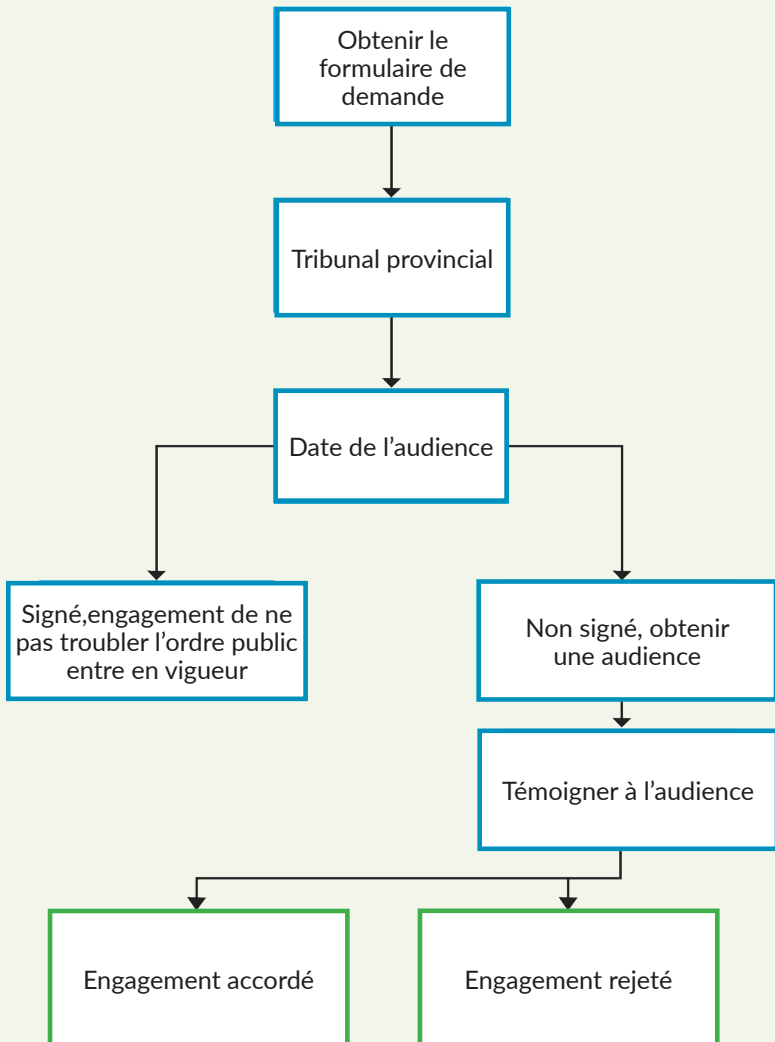 Obtenir le
formulaire de
demande
Tribunal provincial
Date de l’audience
Signé,engagement de ne
pas troubler l’ordre public
entre en vigueur
Non signé, obtenir
une audience
Témoigner à l’audience
Engagement accordé
Engagement rejeté